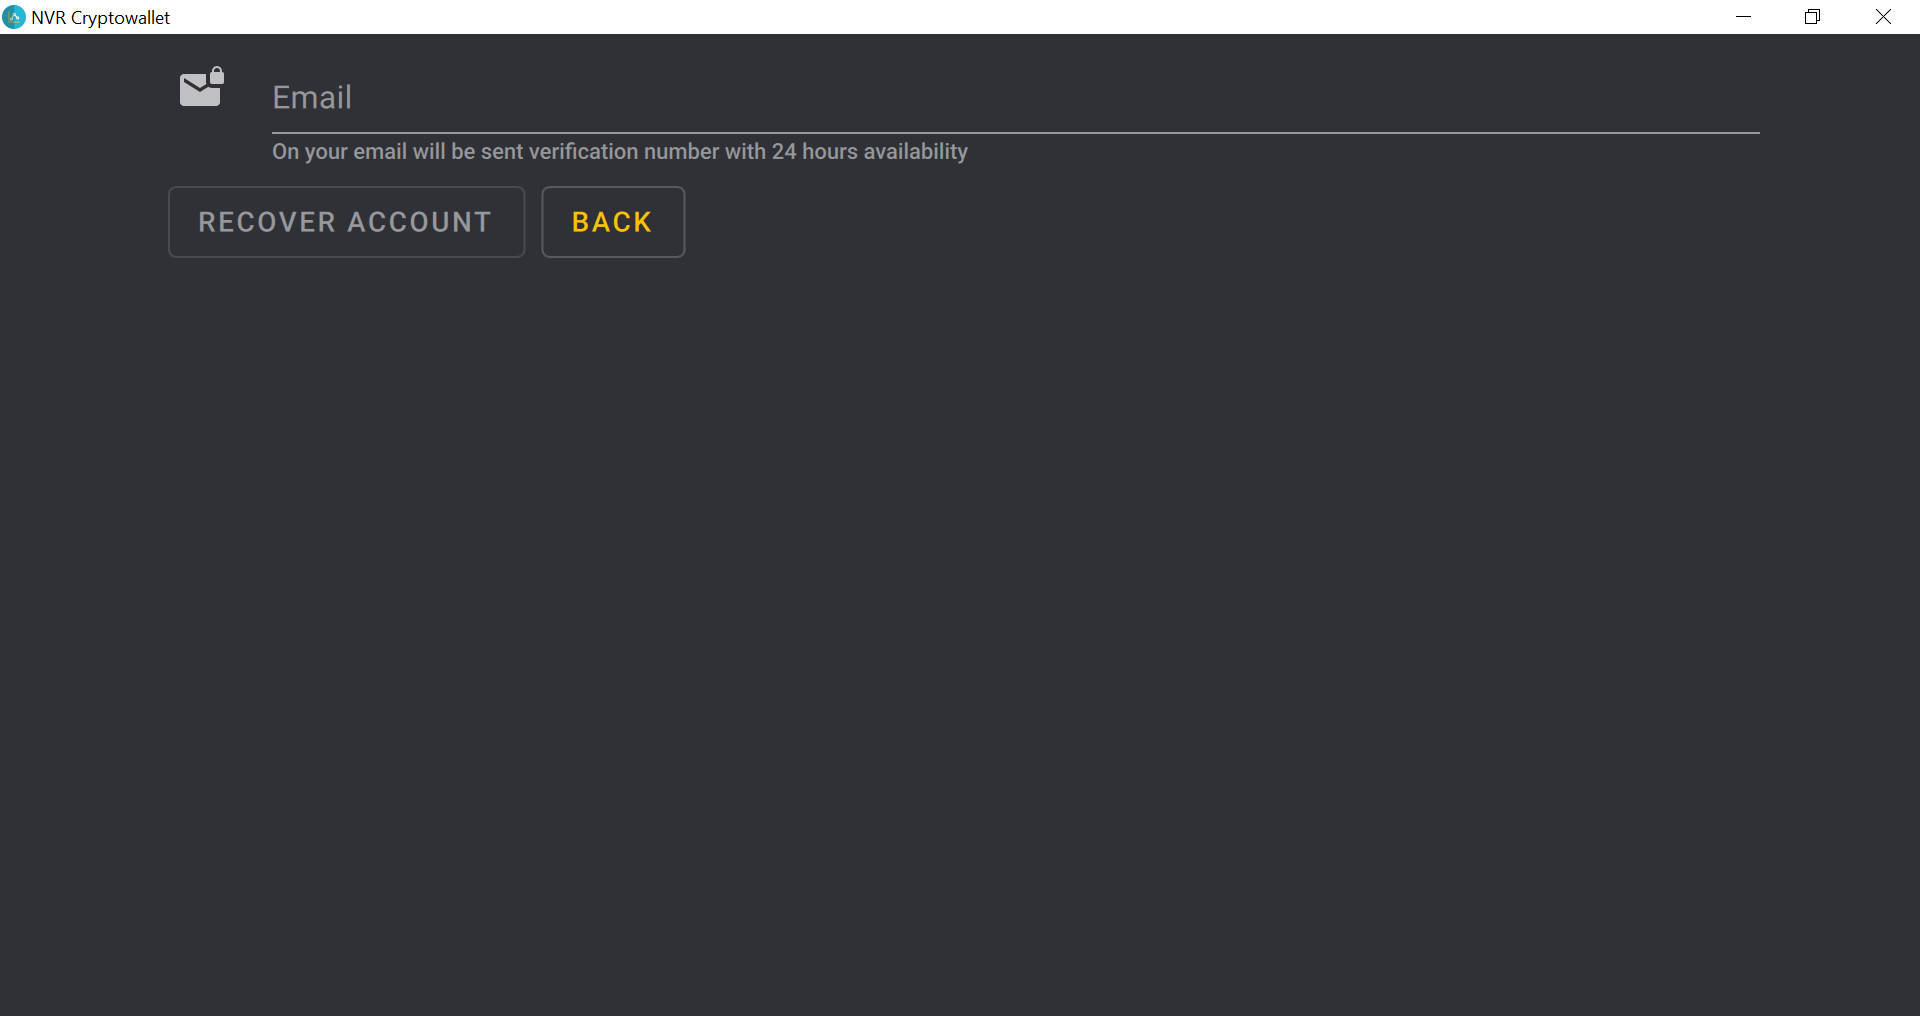 NVR Cryptowallet
Email
On your email will be sent verification number with 24 hours availability
RECOVER ACCOUNT
BACK